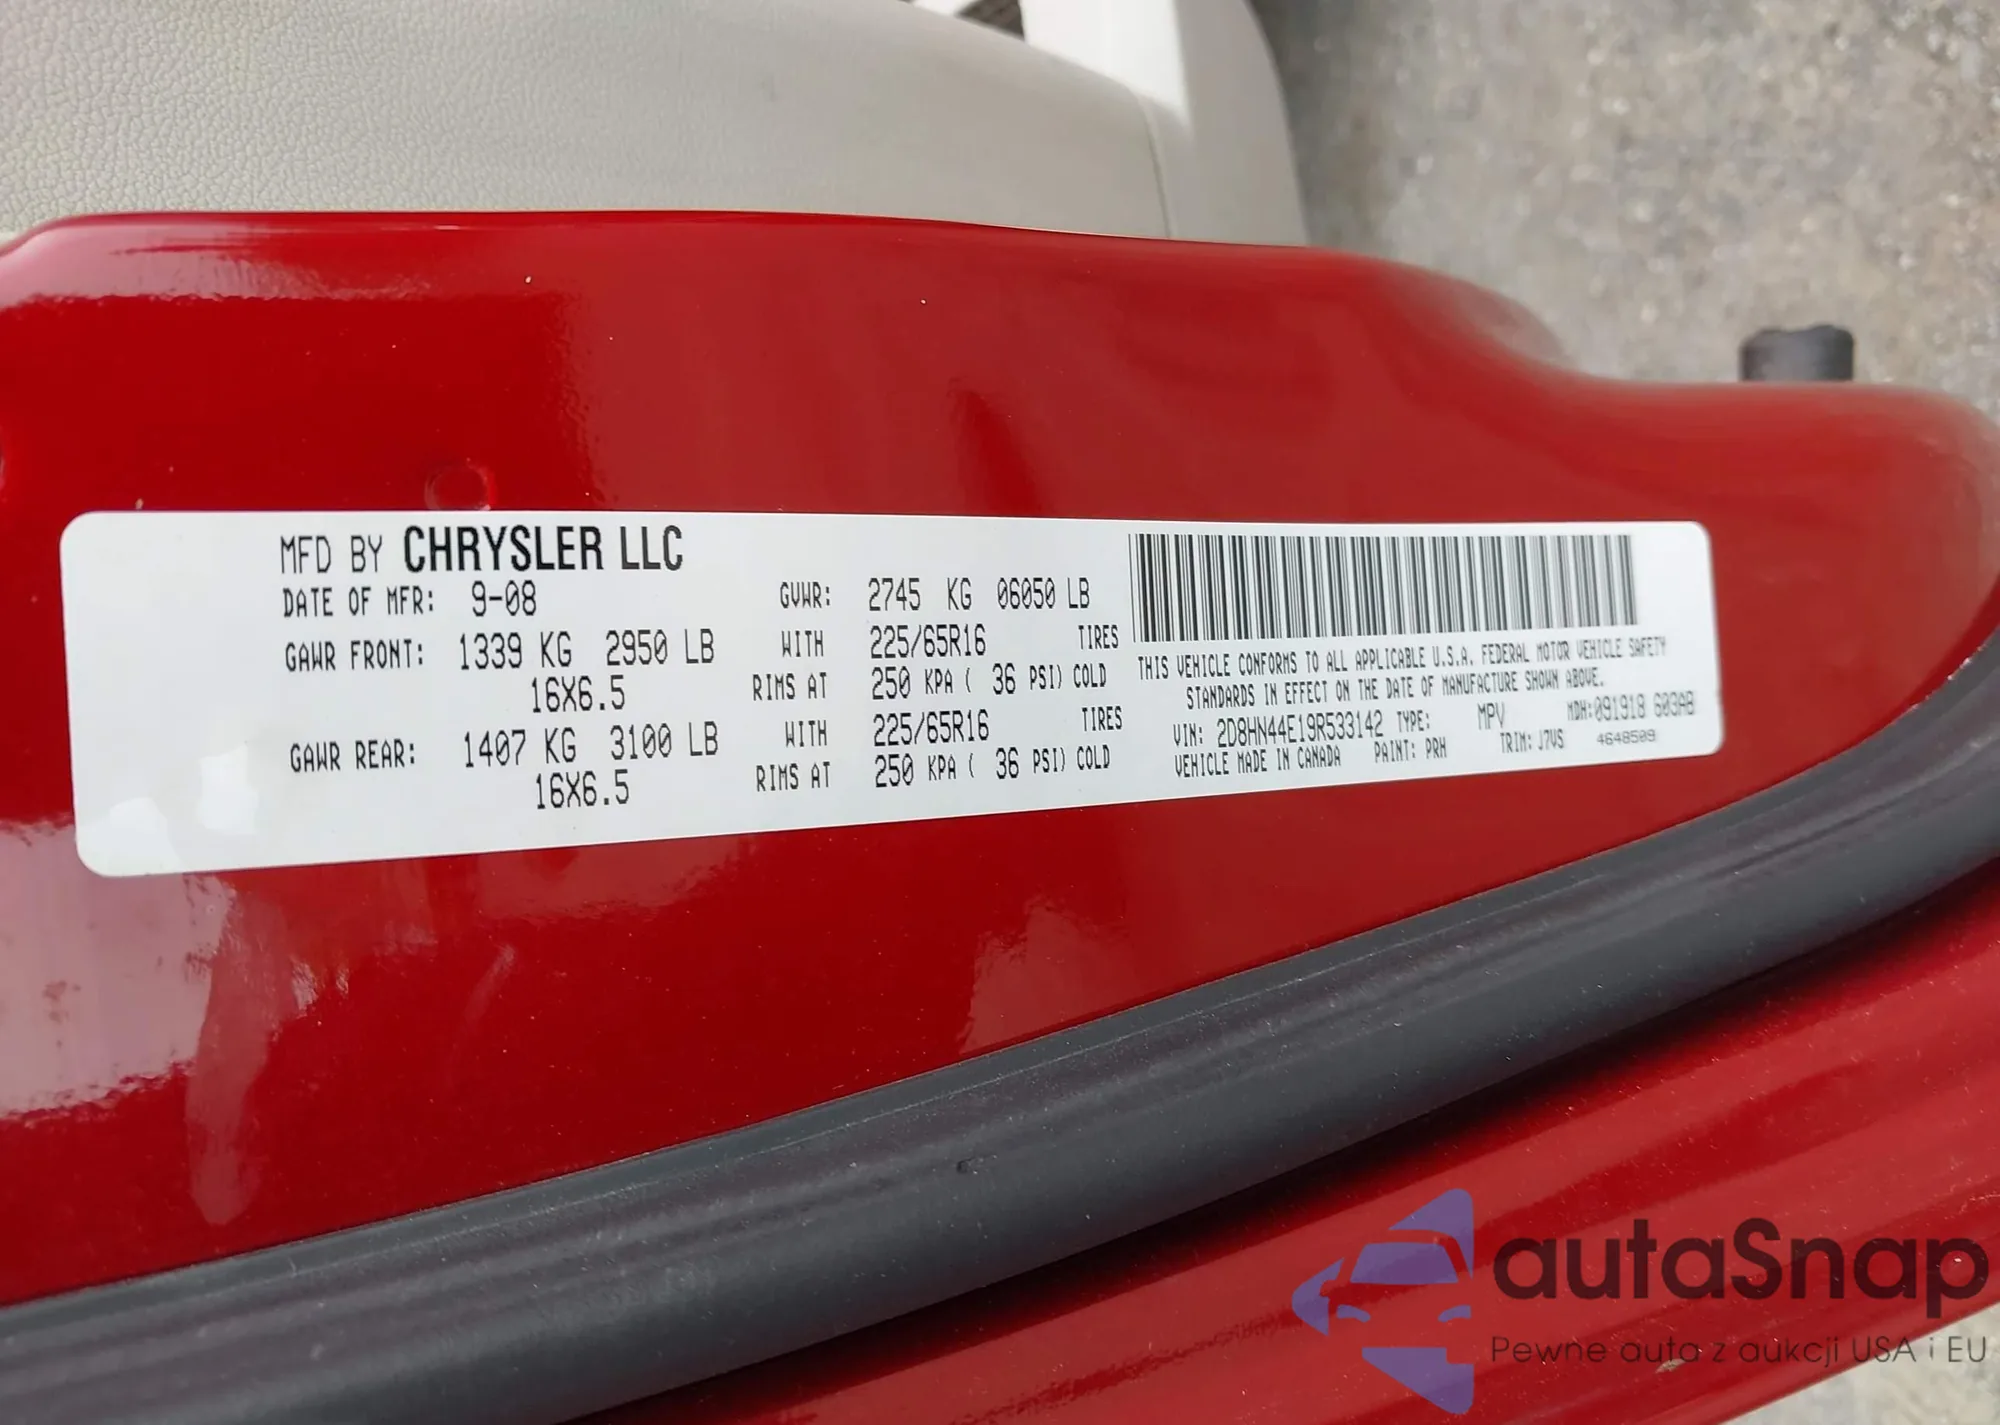 MFD BY CHRYSLER LLC
DATE OF MFR: 9-08 GVWR: 2745 KG 06050 LB
GAWR FRONT: 1339 KG 2950 LB WITH 225/65R16 TIRES
16X6.5 RIMS AT 250 KPA ( 36 PSI) COLD
GAWR REAR: 1407 KG 3100 LB WITH 225/65R16 TIRES
16X6.5 RIMS AT 250 KPA ( 36 PSI) COLD
THIS VEHICLE CONFORMS TO ALL APPLICABLE U.S.A. FEDERAL MOTOR VEHICLE SAFETY
STANDARDS IN EFFECT ON THE DATE OF MANUFACTURE SHOWN ABOVE.
VIN: 2D8HN44E19R533142 TYPE: MPV MDH:091918 603AB
VEHICLE MADE IN CANADA PAINT: PRH TRIM: J7VS 4648509
autaSnap
Pewne auta z aukcji USA i EU